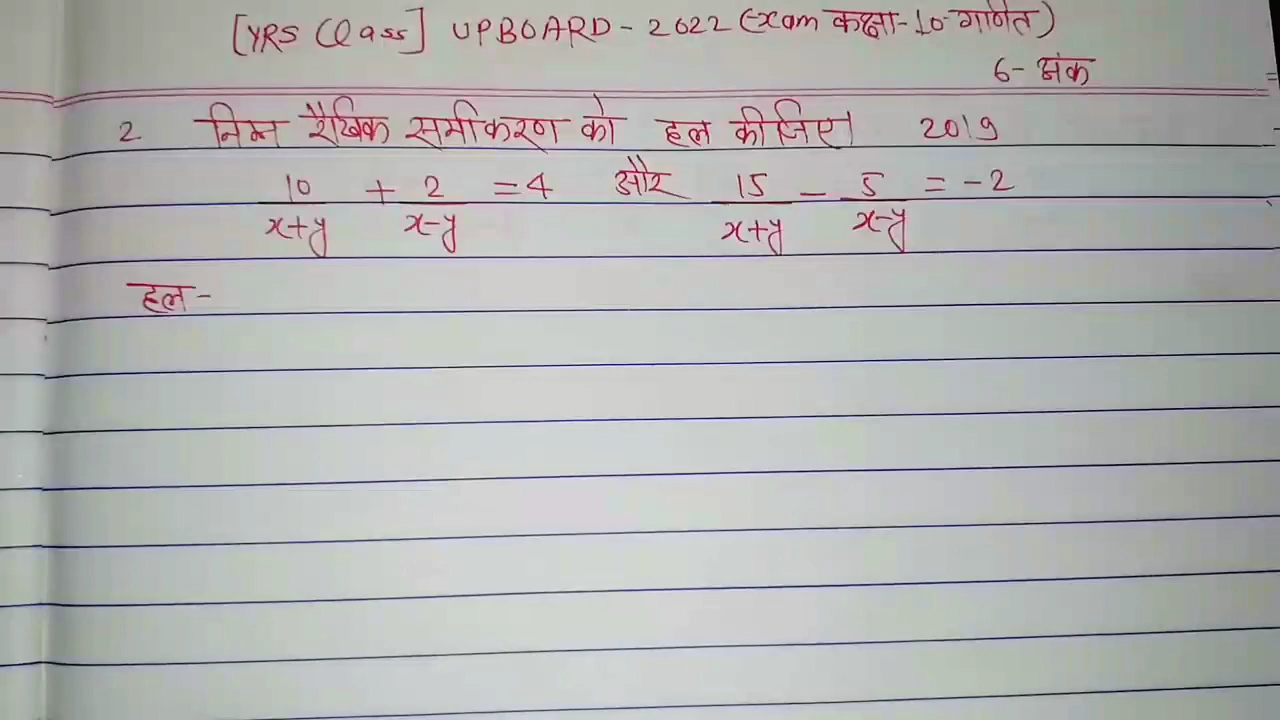 [YRS Class] UPBOARD - 2022 (Exam कक्षा-10-गणित)
6- अंक
2 निम्न रैखिक समीकरण को हल कीजिए। 2019
10/x+y + 2/x-y = 4 और 15/x+y - 5/x-y = -2
हल -